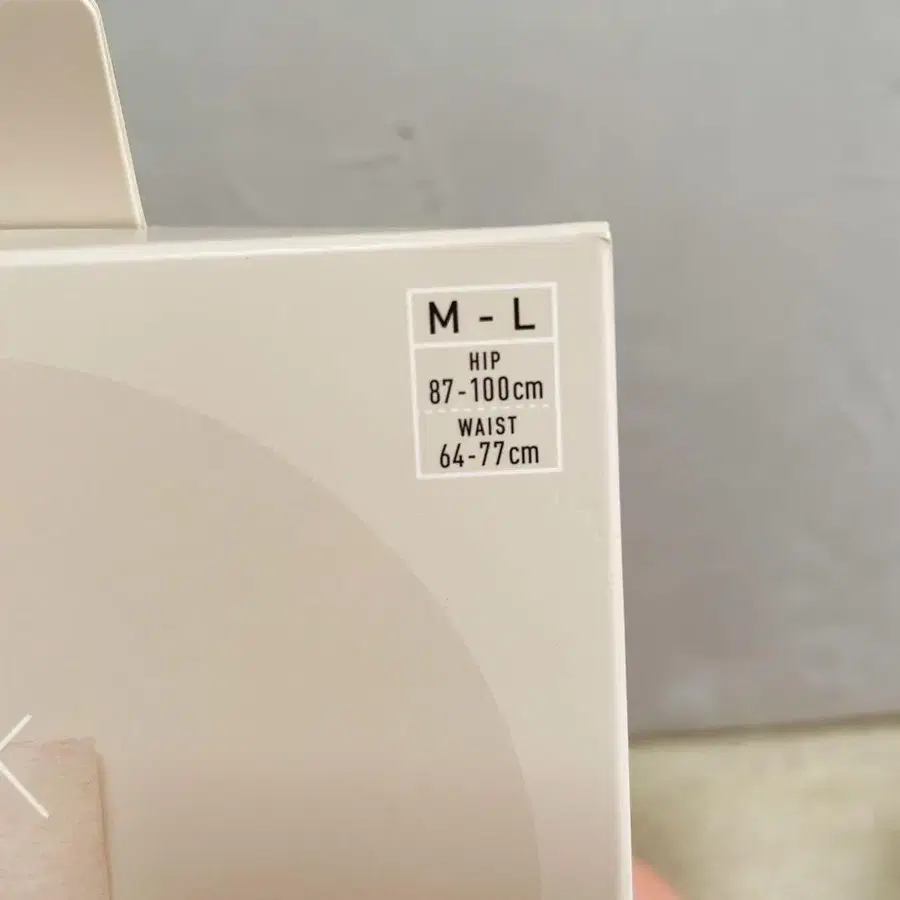 M - L
HIP
87-100cm
WAIST
64-77cm